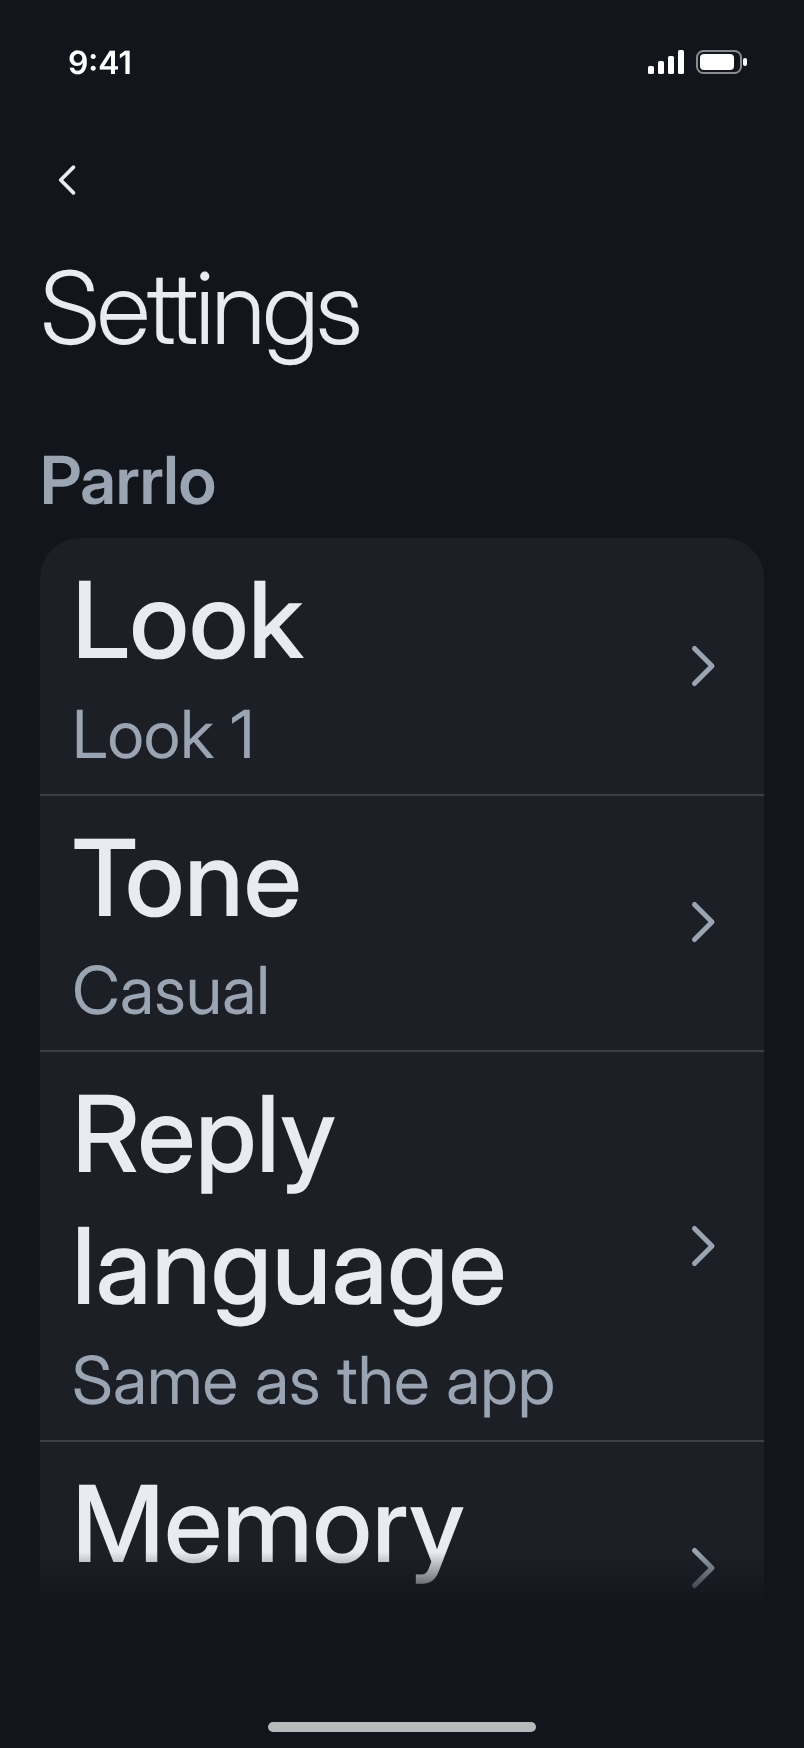 9:41
Settings
Parrlo
Look
Look 1
Tone
Casual
Reply
language
Same as the app
Memory